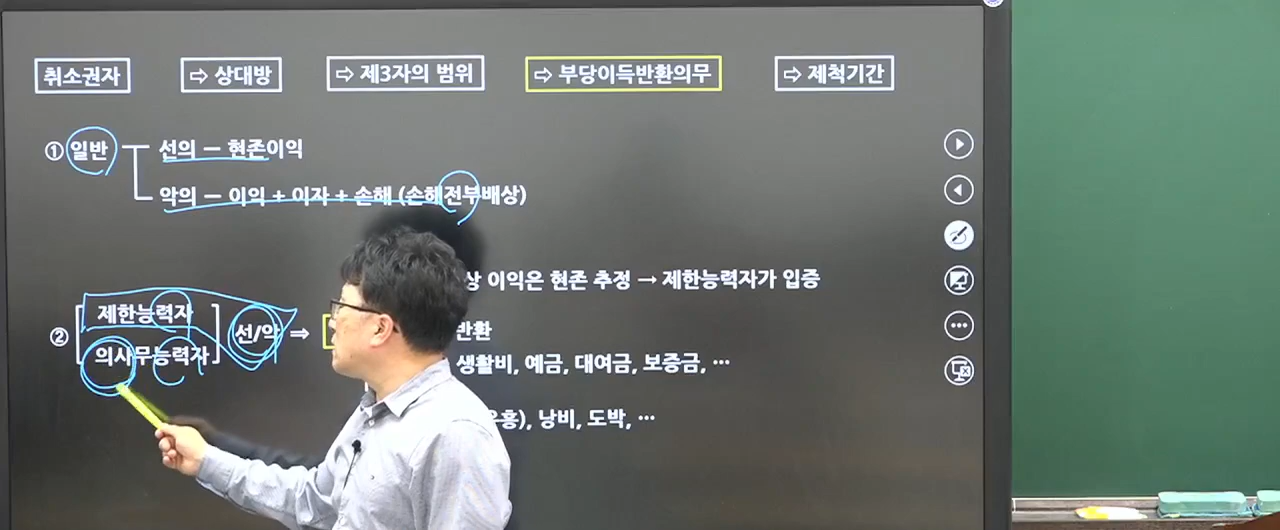 취소권자 ⇨ 상대방 ⇨ 제3자의 범위 ⇨ 부당이득반환의무 ⇨ 제척기간
① 일반 선의 – 현존이익
악의 – 이익 + 이자 + 손해 (손해전부배상)
상 이익은 현존 추정 → 제한능력자가 입증
② 제한능력자 의사무능력자 선/악 ⇒
반환
생활비, 예금, 대여금, 보증금, …
흥), 낭비, 도박, …